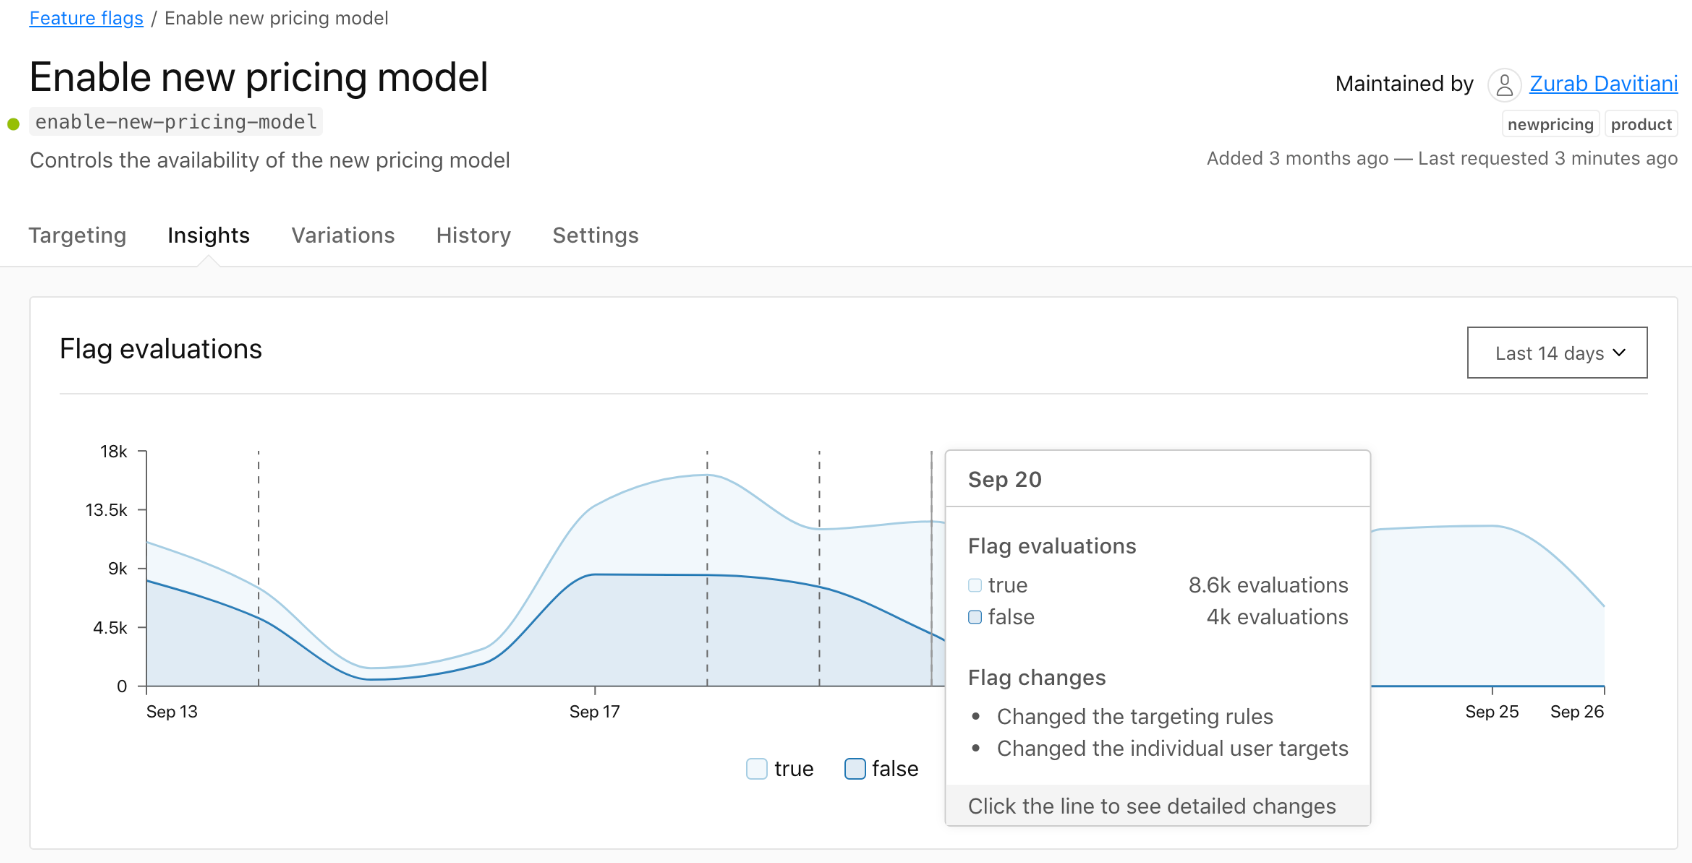 Feature flags / Enable new pricing model
Enable new pricing model
enable-new-pricing-model
Controls the availability of the new pricing model
Maintained by Zurab Davitiani
newpricing product
Added 3 months ago — Last requested 3 minutes ago
Targeting Insights Variations History Settings
Flag evaluations
Last 14 days
18k
13.5k
9k
4.5k
0
Sep 13 Sep 17 Sep 25 Sep 26
true false
Sep 20
Flag evaluations
true 8.6k evaluations
false 4k evaluations
Flag changes
• Changed the targeting rules
• Changed the individual user targets
Click the line to see detailed changes